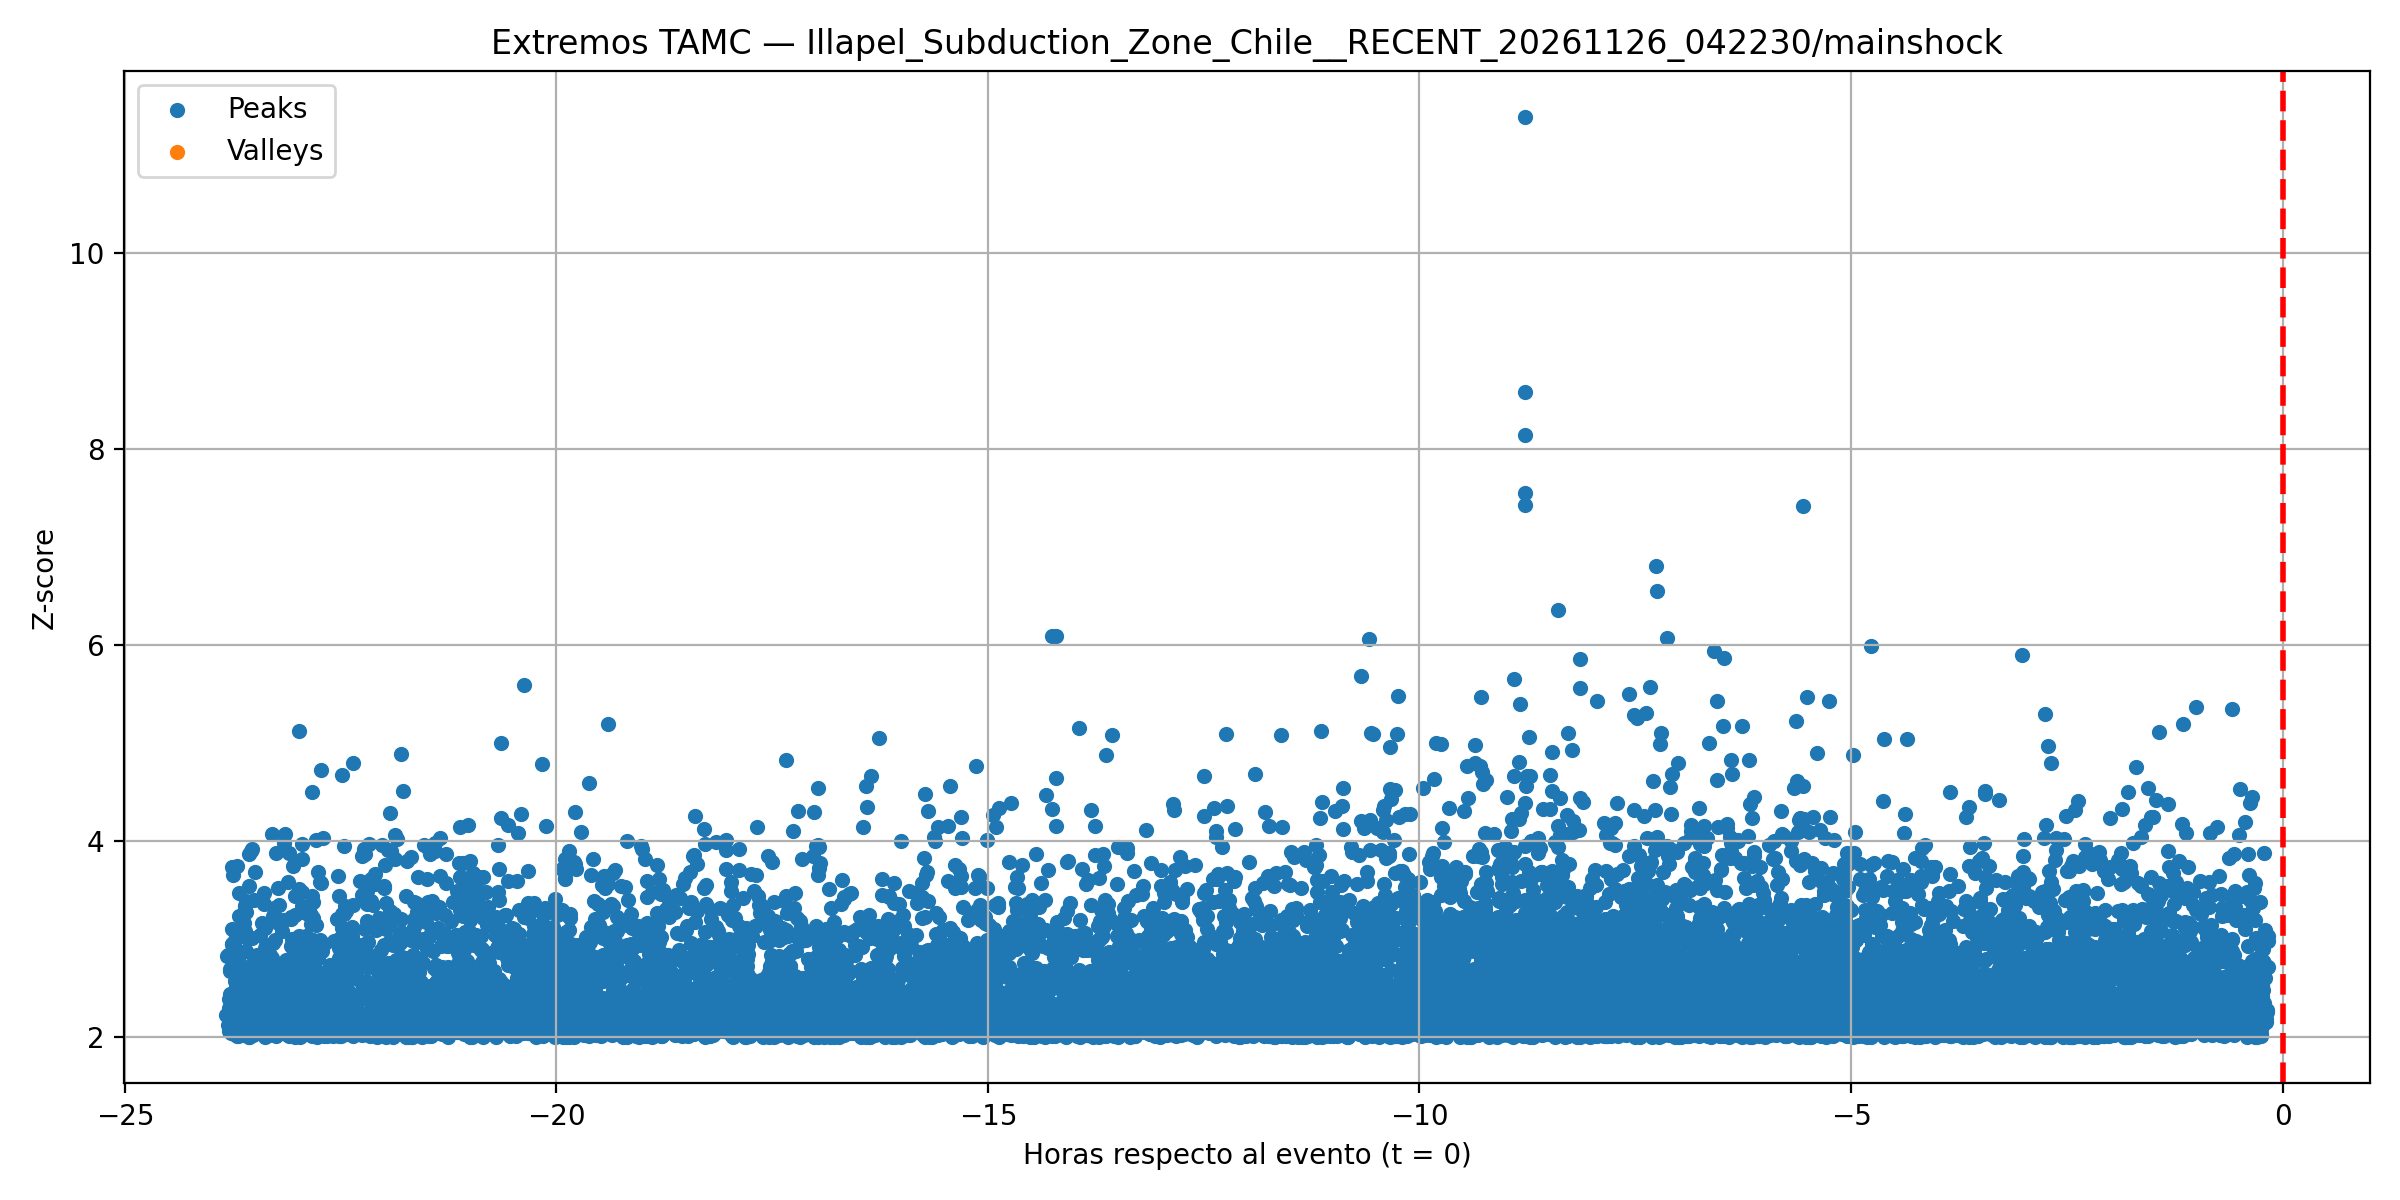 Extremos TAMC — Illapel_Subduction_Zone_Chile__RECENT_20261126_042230/mainshock
Peaks
Valleys
Z-score
10
8
6
4
2
−25 −20 −15 −10 −5 0
Horas respecto al evento (t = 0)